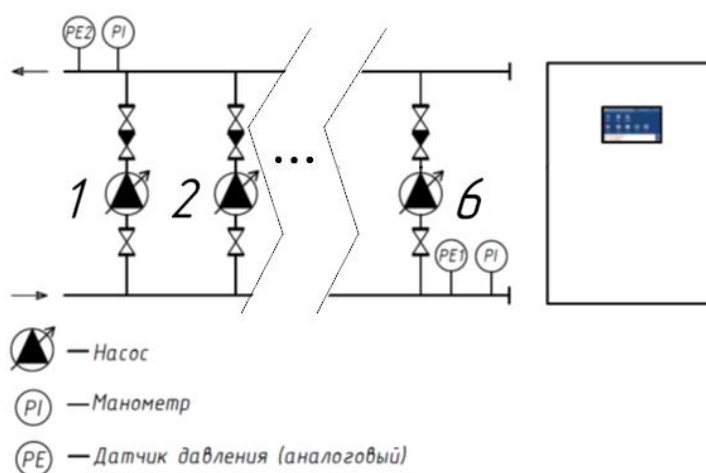 PE2 PI
1 2 ... 6
PE1 PI
— Насос
PI — Манометр
PE — Датчик давления (аналоговый)